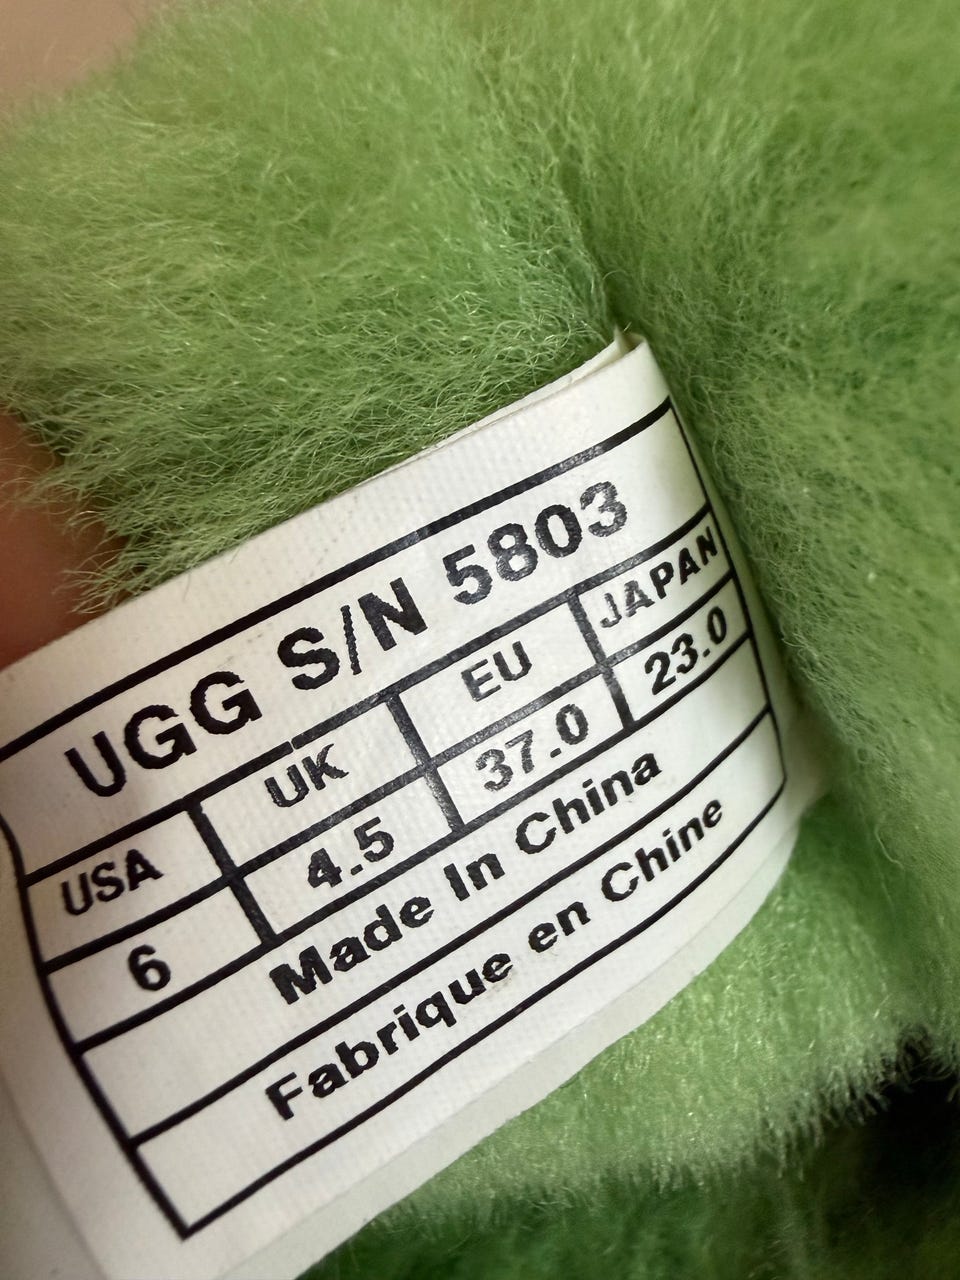 UGG S/N 5803
USA UK EU JAPAN
6 4.5 37.0 23.0
Made In China
Fabrique en Chine